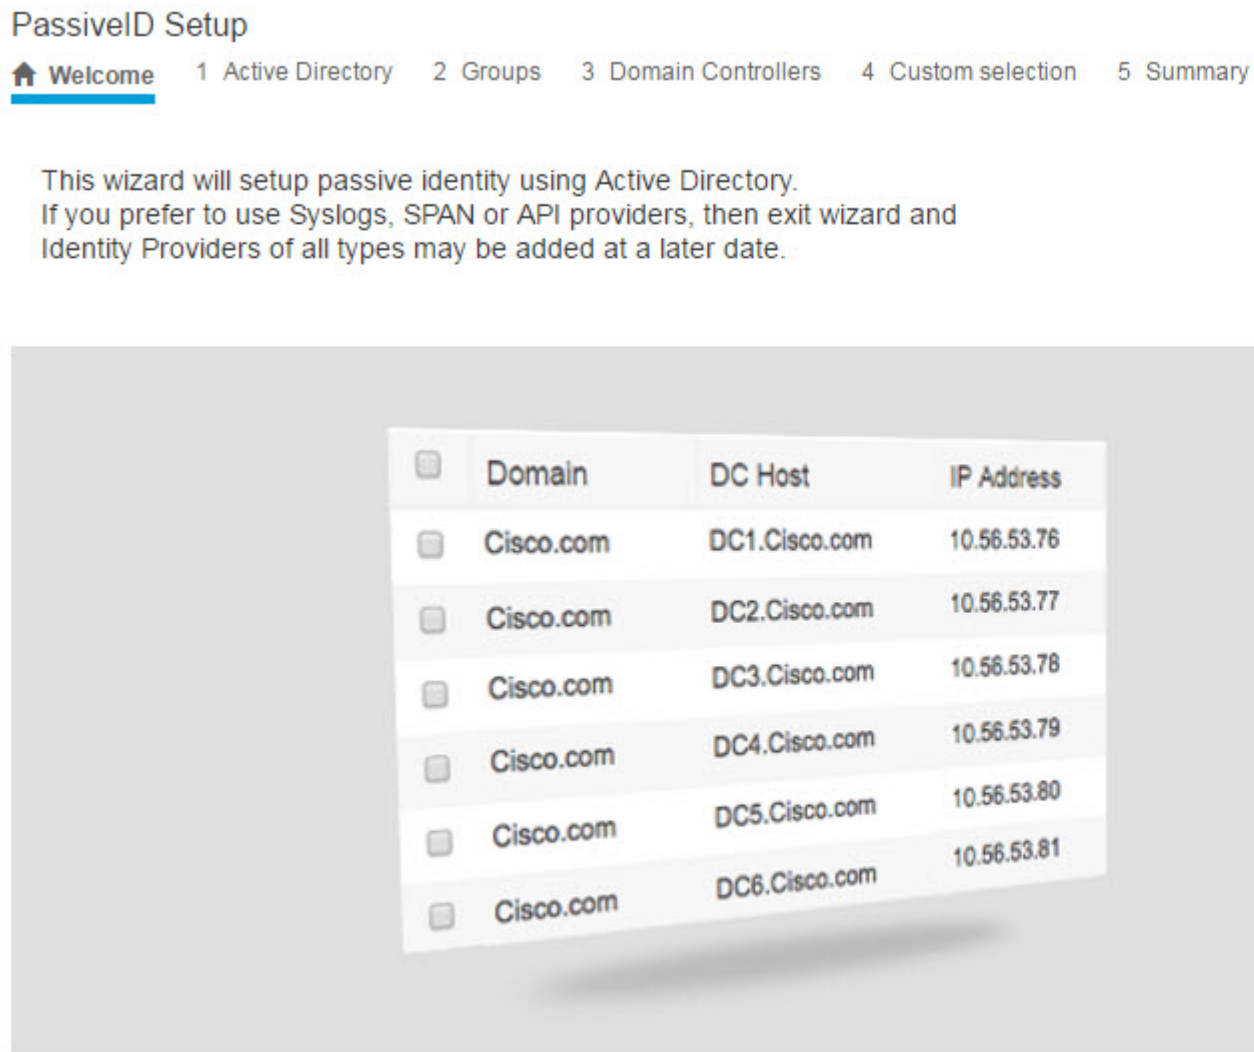 PassiveID Setup
Welcome 1 Active Directory 2 Groups 3 Domain Controllers 4 Custom selection 5 Summary
This wizard will setup passive identity using Active Directory.
If you prefer to use Syslogs, SPAN or API providers, then exit wizard and
Identity Providers of all types may be added at a later date.
Domain DC Host IP Address
Cisco.com DC1.Cisco.com 10.56.53.76
Cisco.com DC2.Cisco.com 10.56.53.77
Cisco.com DC3.Cisco.com 10.56.53.78
Cisco.com DC4.Cisco.com 10.56.53.79
Cisco.com DC5.Cisco.com 10.56.53.80
Cisco.com DC6.Cisco.com 10.56.53.81